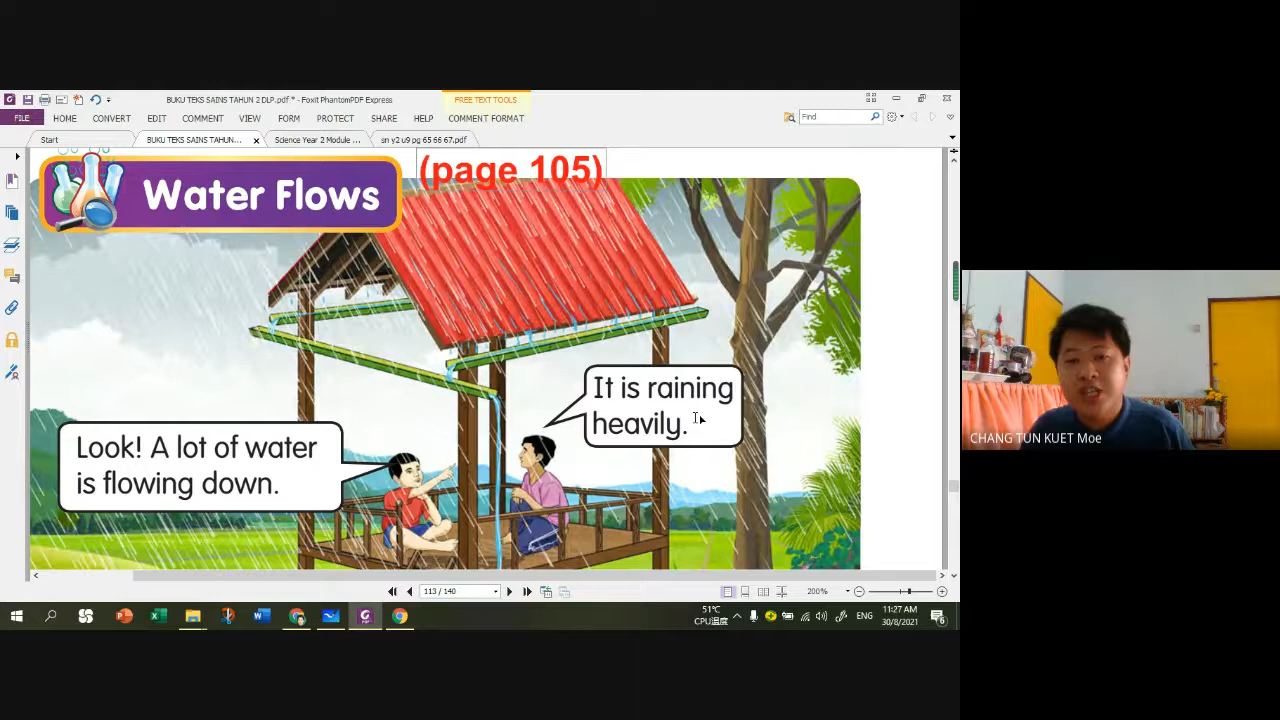 BUKU TEKS SAINS TAHUN 2 DLP.pdf * - Foxit PhantomPDF Express
FREE TEXT TOOLS
FILE HOME CONVERT EDIT COMMENT VIEW FORM PROTECT SHARE HELP COMMENT FORMAT
Find
Start
BUKU TEKS SAINS TAHUN...
Science Year 2 Module ...
sn y2 u9 pg 65 66 67.pdf
(page 105)
Water Flows
It is raining
heavily.
Look! A lot of water
is flowing down.
CHANG TUN KUET Moe
113 / 140
200%
51°C
CPU温度
ENG
11:27 AM
30/8/2021
6